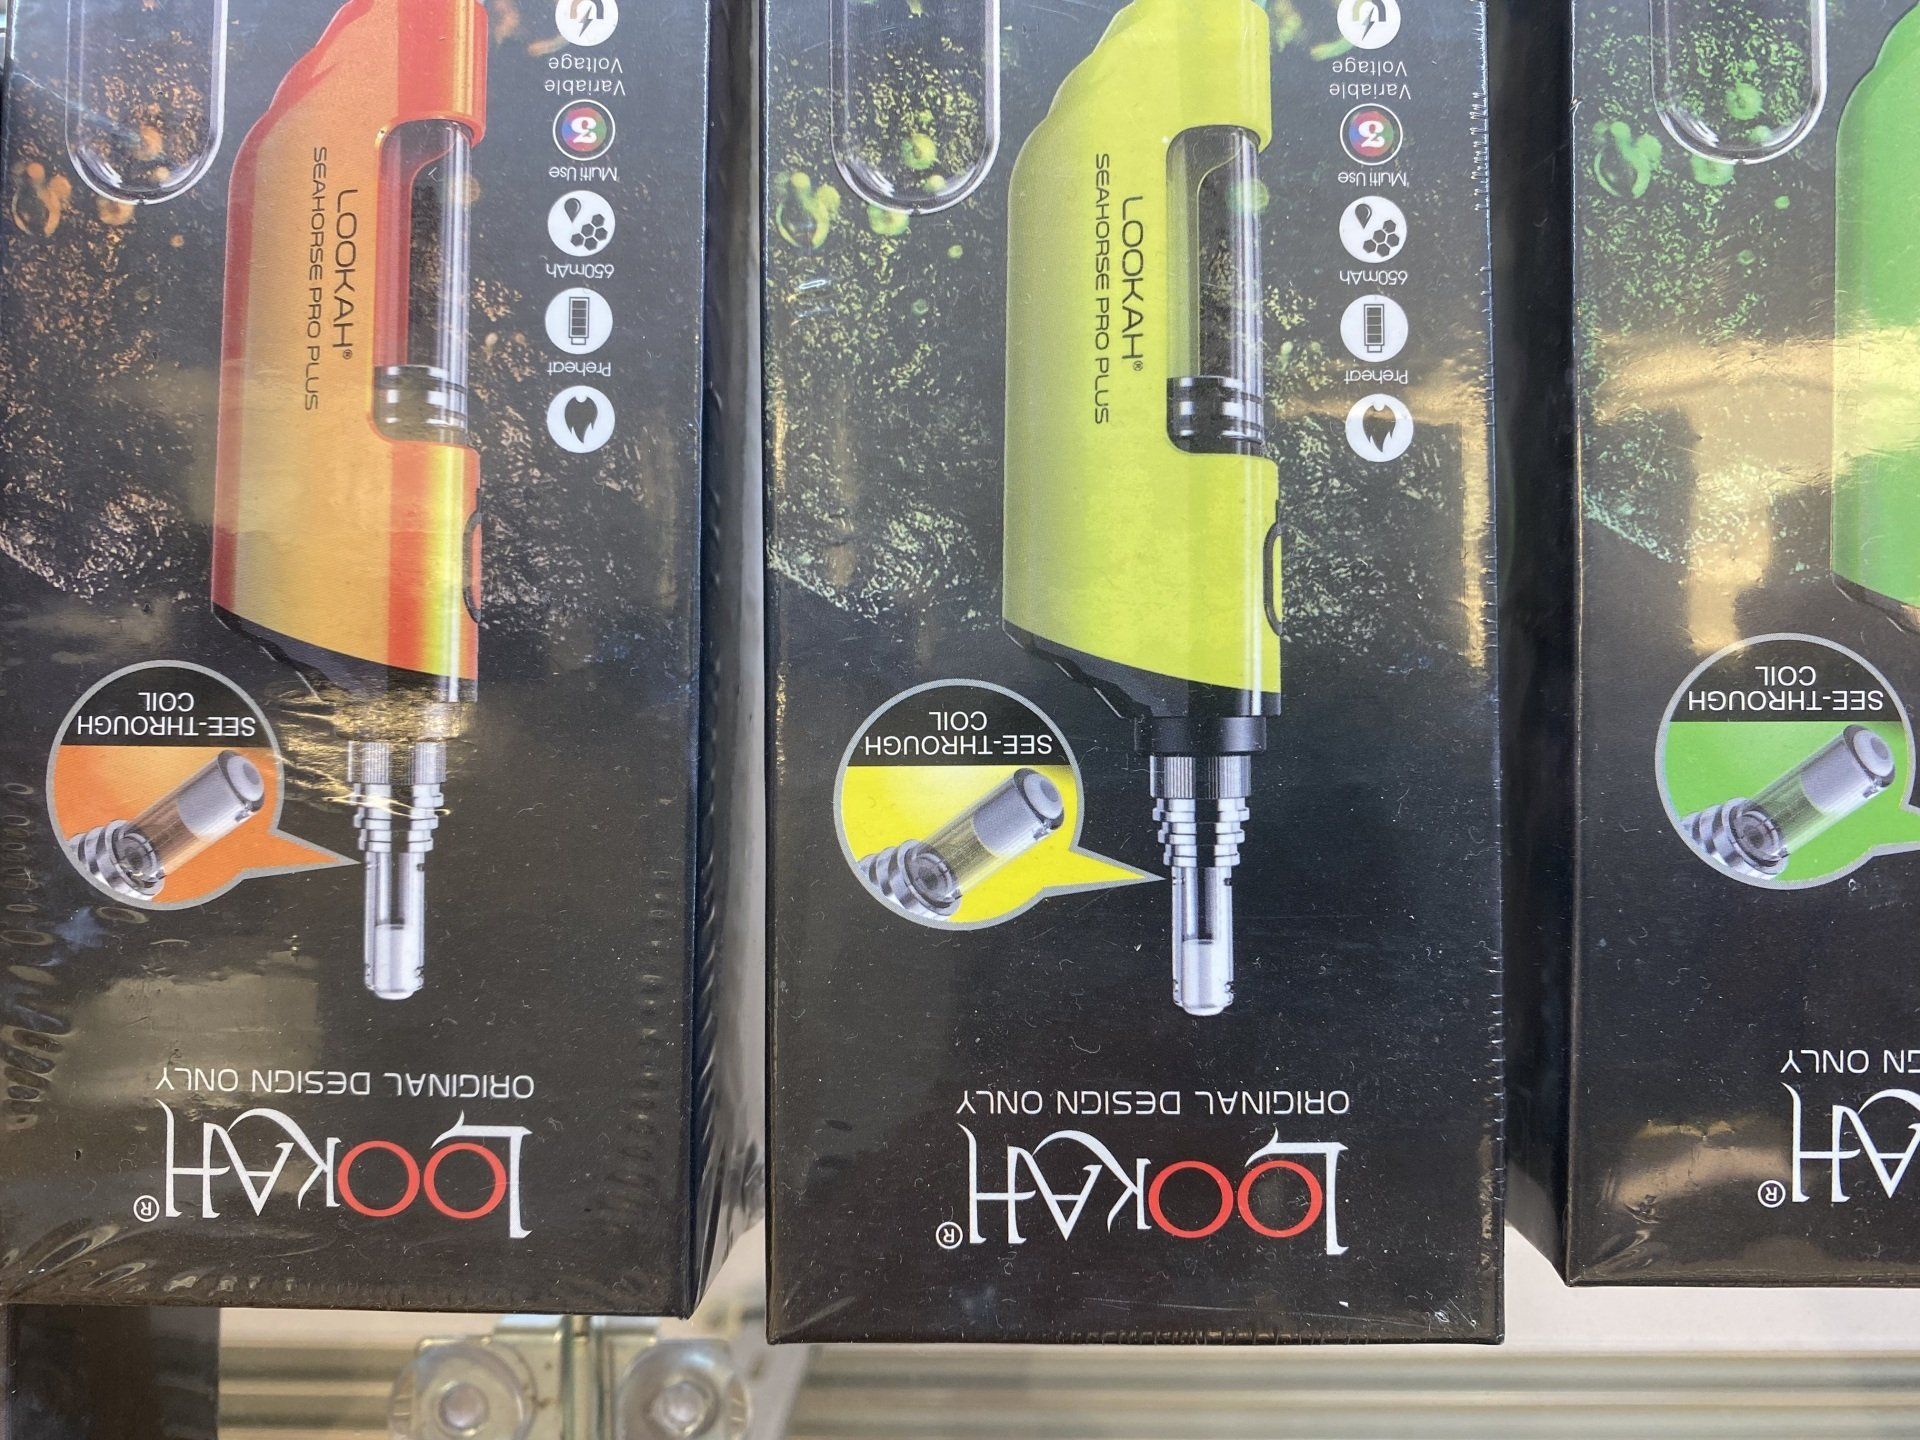 LOOKAH®
ORIGINAL DESIGN ONLY
SEE-THROUGH
COIL
LOOKAH®
SEAHORSE PRO PLUS
Preheat
650mAh
Multi Use
3
Variable
Voltage
LOOKAH®
ORIGINAL DESIGN ONLY
SEE-THROUGH
COIL
LOOKAH®
SEAHORSE PRO PLUS
Preheat
650mAh
Multi Use
3
Variable
Voltage
AH®
N ONLY
SEE-THROUGH
COIL